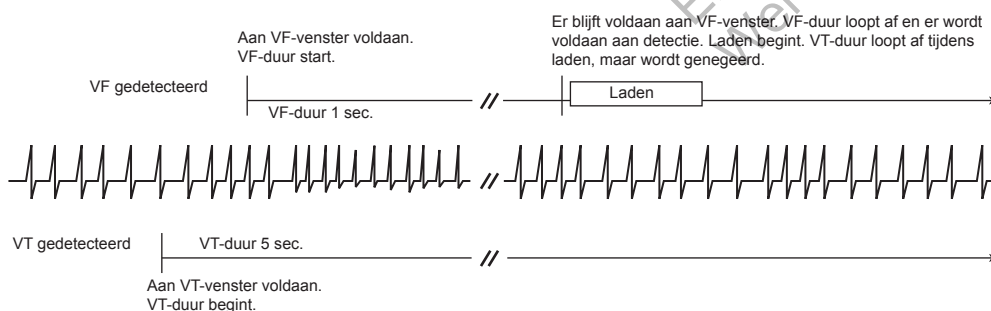 Er blijft voldaan aan VF-venster. VF-duur loopt af en er wordt
voldaan aan detectie. Laden begint. VT-duur loopt af tijdens
laden, maar wordt genegeerd.
Aan VF-venster voldaan.
VF-duur start.
VF gedetecteerd
Laden
VF-duur 1 sec.
VT gedetecteerd
VT-duur 5 sec.
Aan VT-venster voldaan.
VT-duur begint.